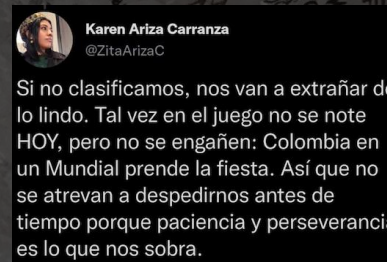 Karen Ariza Carranza
@ZitaArizaC
Si no clasificamos, nos van a extrañar de
lo lindo. Tal vez en el juego no se note
HOY, pero no se engañen: Colombia en
un Mundial prende la fiesta. Así que no
se atrevan a despedirnos antes de
tiempo porque paciencia y perseverancia
es lo que nos sobra.